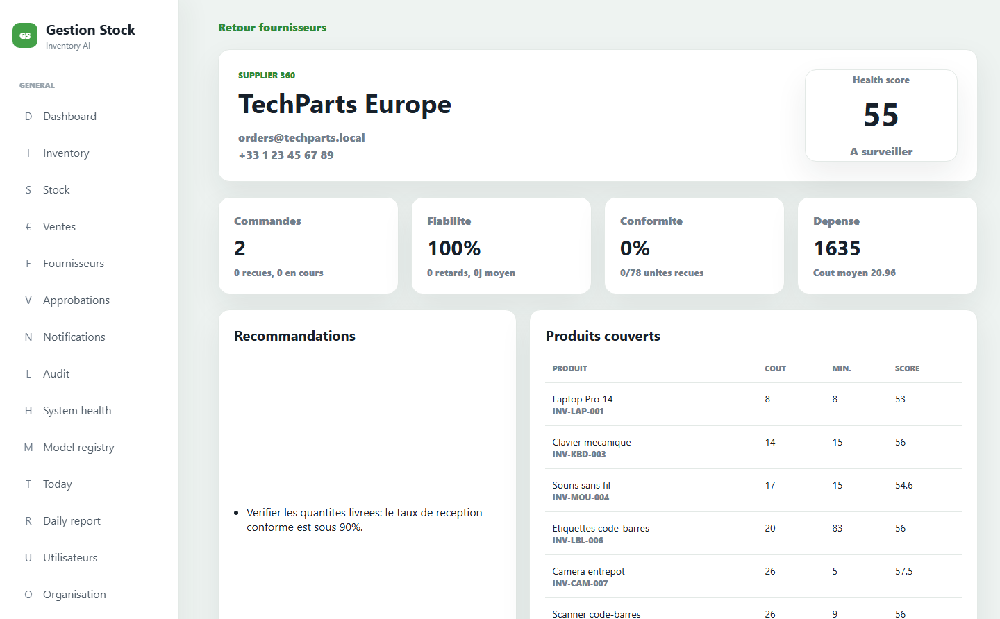 GS
Gestion Stock
Inventory AI
GENERAL
D Dashboard
I Inventory
S Stock
€ Ventes
F Fournisseurs
V Approbations
N Notifications
L Audit
H System health
M Model registry
T Today
R Daily report
U Utilisateurs
O Organisation
Retour fournisseurs
SUPPLIER 360
TechParts Europe
orders@techparts.local
+33 1 23 45 67 89
Health score
55
A surveiller
Commandes
2
0 recues, 0 en cours
Fiabilite
100%
0 retards, 0j moyen
Conformite
0%
0/78 unites recues
Depense
1635
Cout moyen 20.96
Recommandations
• Verifier les quantites livrees: le taux de reception
conforme est sous 90%.
Produits couverts
PRODUIT COUT MIN. SCORE
Laptop Pro 14 8 8 53
INV-LAP-001
Clavier mecanique 14 15 56
INV-KBD-003
Souris sans fil 17 15 54.6
INV-MOU-004
Etiquettes code-barres 20 83 56
INV-LBL-006
Camera entrepot 26 5 57.5
INV-CAM-007
Scanner code-barres 26 9 56